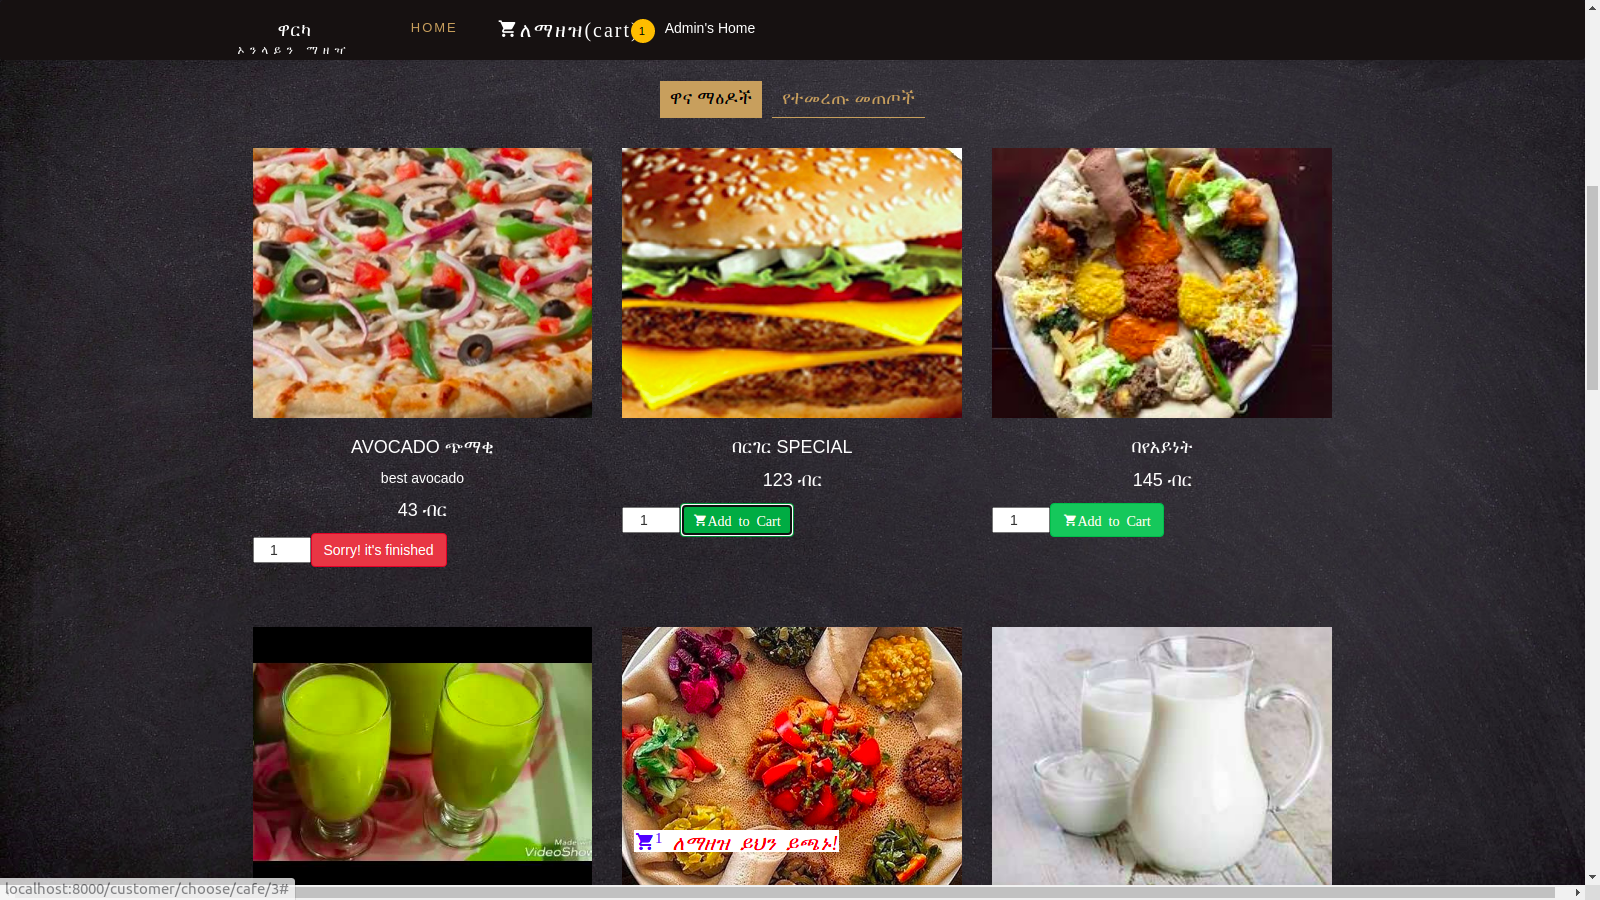 ዋርካ
ኦንላይን ማዘዣ
HOME
ለማዘዝ(cart)
1
Admin's Home
ዋና ማዕዶች
የተመረጡ መጠጦች
AVOCADO ጭማቂ
best avocado
43 ብር
1
Sorry! it's finished
በርገር SPECIAL
123 ብር
1
Add to Cart
በየአይነት
145 ብር
1
Add to Cart
Made
VideoShow
1 ለማዘዝ ይህን ይጫኑ!
localhost:8000/customer/choose/cafe/3#